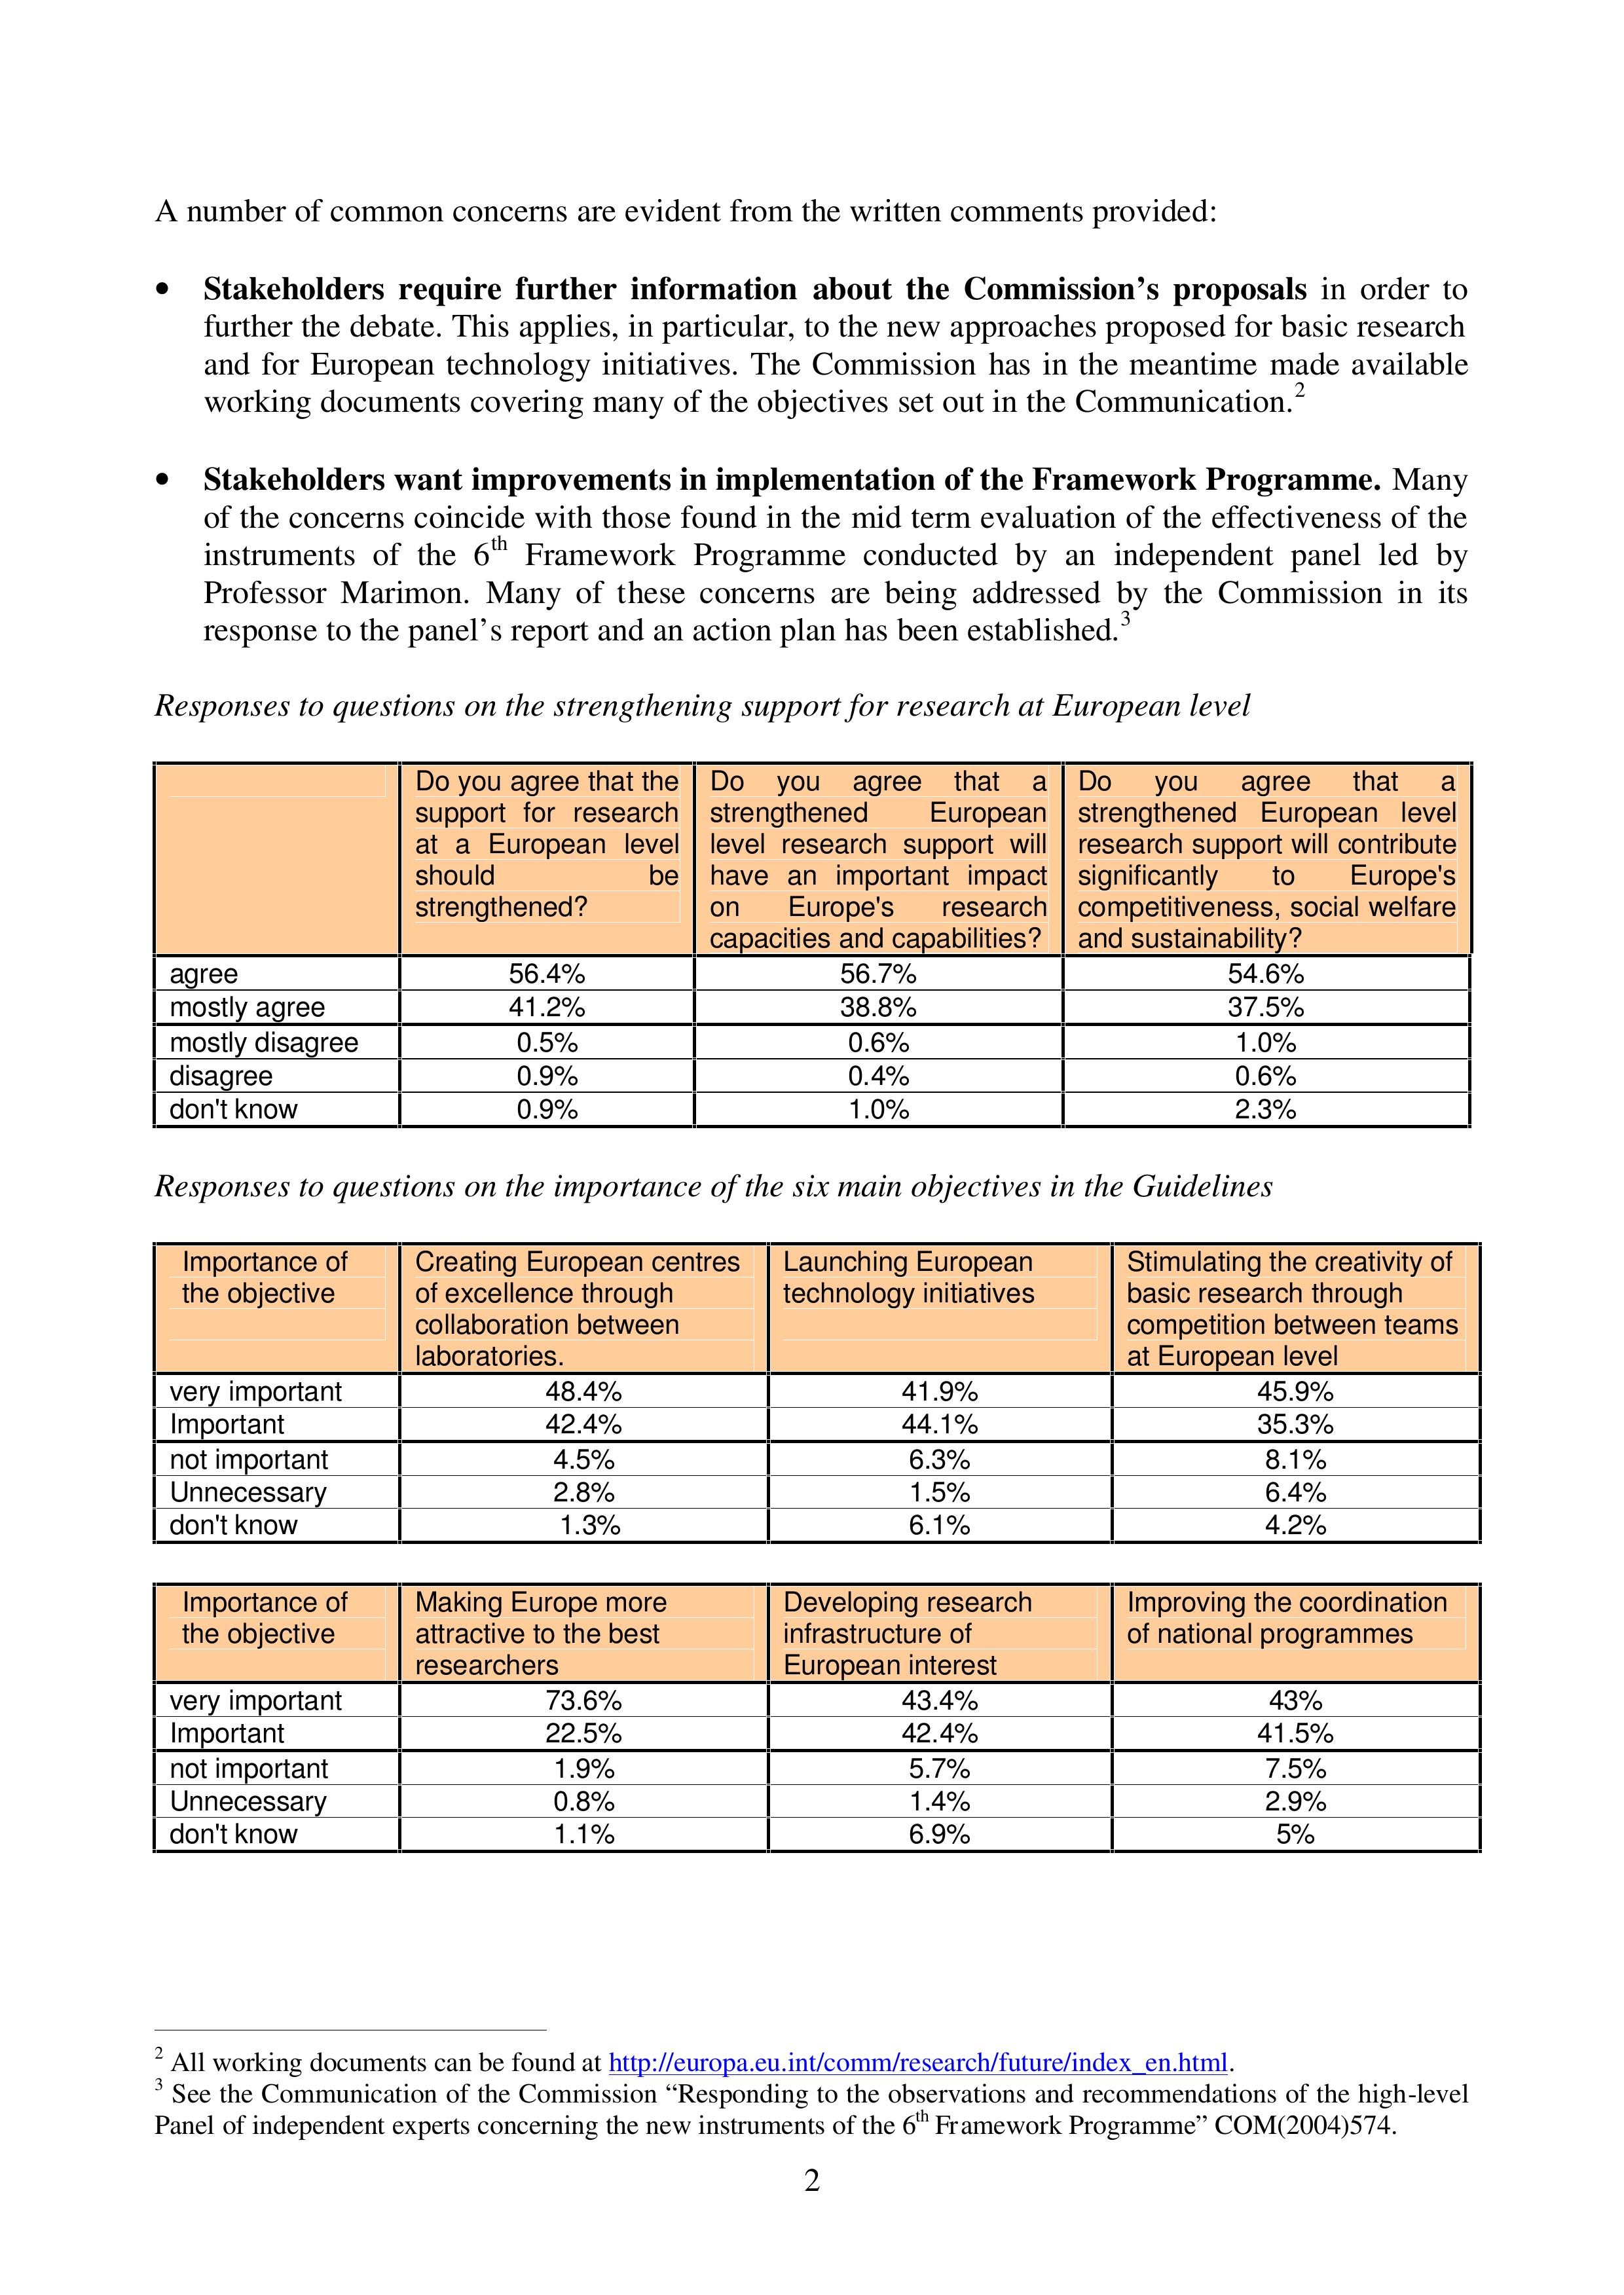 A number of common concerns are evident from the written comments provided:
• Stakeholders require further information about the Commission’s proposals in order to
further the debate. This applies, in particular, to the new approaches proposed for basic research
and for European technology initiatives. The Commission has in the meantime made available
working documents covering many of the objectives set out in the Communication.2
• Stakeholders want improvements in implementation of the Framework Programme. Many
of the concerns coincide with those found in the mid term evaluation of the effectiveness of the
instruments of the 6th Framework Programme conducted by an independent panel led by
Professor Marimon. Many of these concerns are being addressed by the Commission in its
response to the panel’s report and an action plan has been established.3
Responses to questions on the strengthening support for research at European level
Do you agree that the
support for research
at a European level
should be
strengthened?
Do you agree that a
strengthened European
level research support will
have an important impact
on Europe's research
capacities and capabilities?
Do you agree that a
strengthened European level
research support will contribute
significantly to Europe's
competitiveness, social welfare
and sustainability?
agree 56.4% 56.7% 54.6%
mostly agree 41.2% 38.8% 37.5%
mostly disagree 0.5% 0.6% 1.0%
disagree 0.9% 0.4% 0.6%
don't know 0.9% 1.0% 2.3%
Responses to questions on the importance of the six main objectives in the Guidelines
Importance of
the objective
Creating European centres
of excellence through
collaboration between
laboratories.
Launching European
technology initiatives
Stimulating the creativity of
basic research through
competition between teams
at European level
very important 48.4% 41.9% 45.9%
Important 42.4% 44.1% 35.3%
not important 4.5% 6.3% 8.1%
Unnecessary 2.8% 1.5% 6.4%
don't know 1.3% 6.1% 4.2%
Importance of
the objective
Making Europe more
attractive to the best
researchers
Developing research
infrastructure of
European interest
Improving the coordination
of national programmes
very important 73.6% 43.4% 43%
Important 22.5% 42.4% 41.5%
not important 1.9% 5.7% 7.5%
Unnecessary 0.8% 1.4% 2.9%
don't know 1.1% 6.9% 5%
2 All working documents can be found at http://europa.eu.int/comm/research/future/index_en.html.
3 See the Communication of the Commission “Responding to the observations and recommendations of the high-level
Panel of independent experts concerning the new instruments of the 6th Framework Programme” COM(2004)574.
2